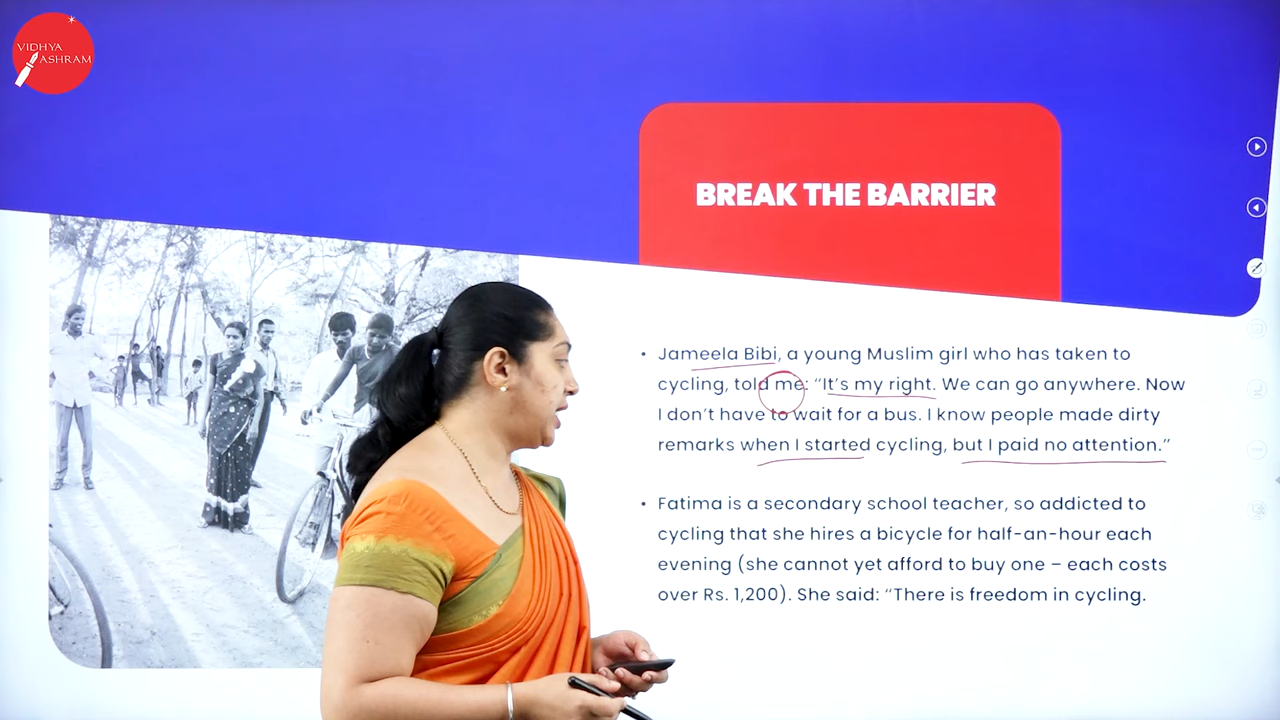 VIDHYA
ASHRAM
BREAK THE BARRIER
• Jameela Bibi, a young Muslim girl who has taken to
cycling, told me: “It’s my right. We can go anywhere. Now
I don’t have to wait for a bus. I know people made dirty
remarks when I started cycling, but I paid no attention.”
• Fatima is a secondary school teacher, so addicted to
cycling that she hires a bicycle for half-an-hour each
evening (she cannot yet afford to buy one – each costs
over Rs. 1,200). She said: “There is freedom in cycling.